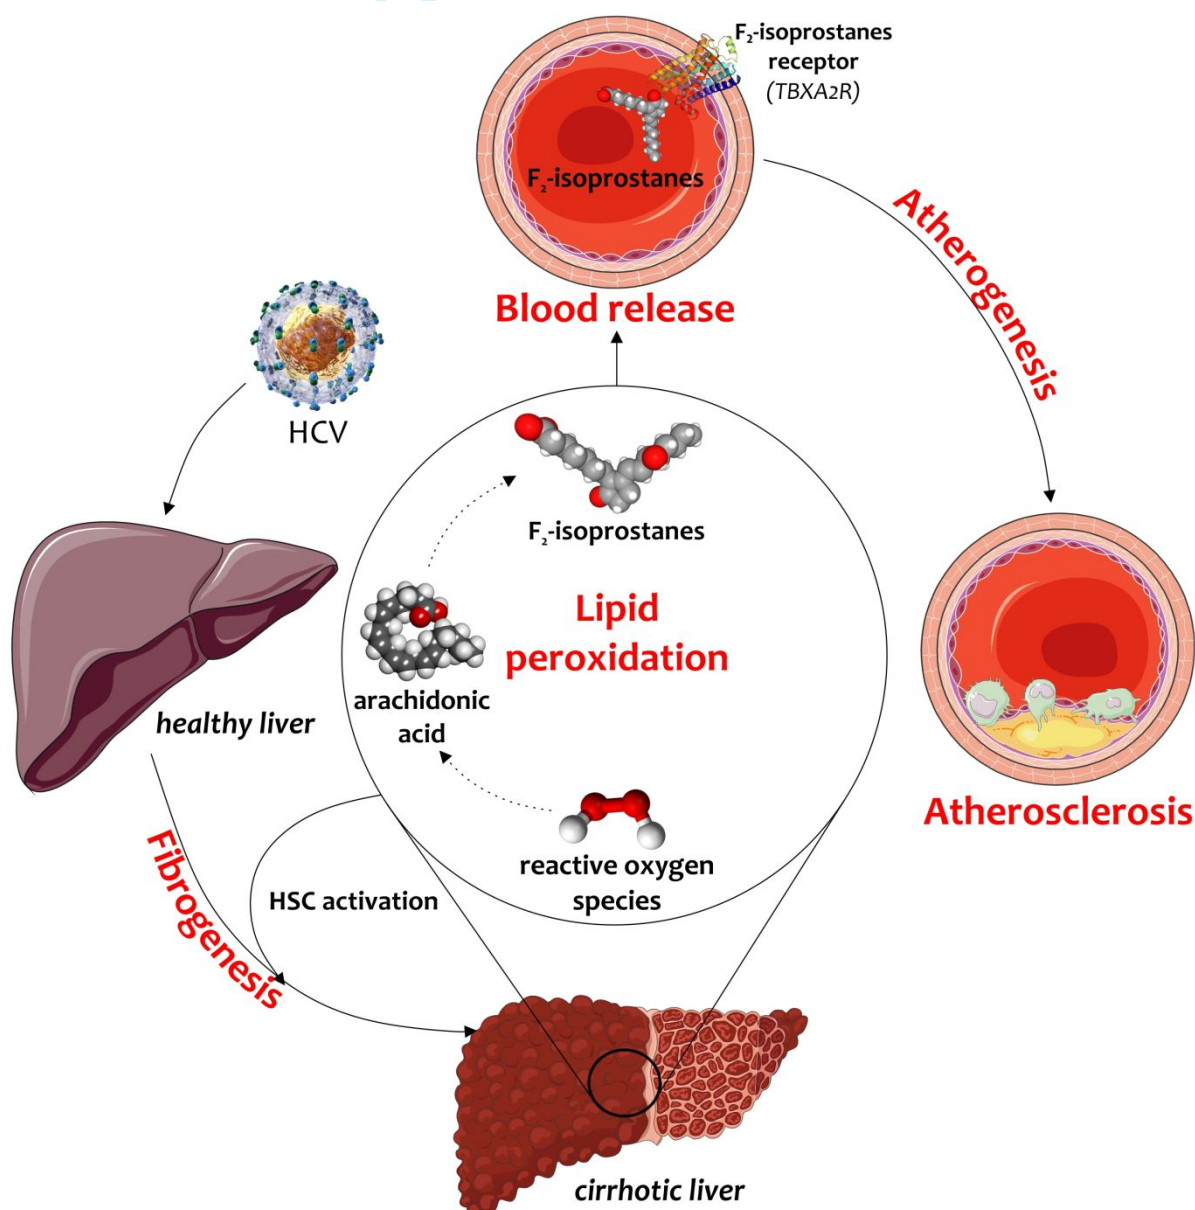 F₂-isoprostanes
receptor
(TBXA2R)
F₂-isoprostanes
Blood release
Atherogenesis
HCV
F₂-isoprostanes
Lipid
peroxidation
arachidonic
acid
healthy liver
reactive oxygen
species
Atherosclerosis
Fibrogenesis
HSC activation
cirrhotic liver